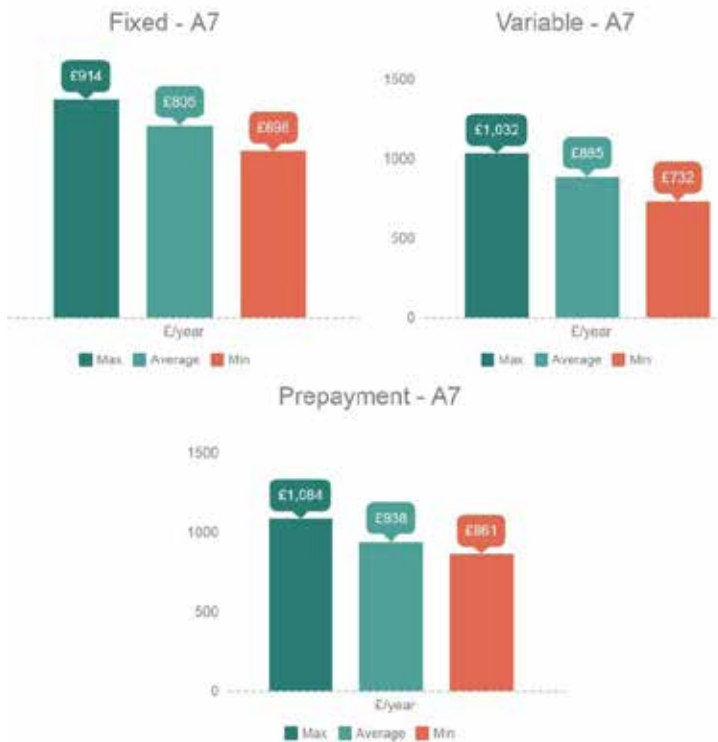 Fixed - A7
£914
£805
£698
£/year
Max Average Min
Variable - A7
1500
£1,032
1000
£885
£732
500
0
£/year
Max Average Min
Prepayment - A7
1500
£1,084
1000
£938
£861
500
0
£/year
Max Average Min